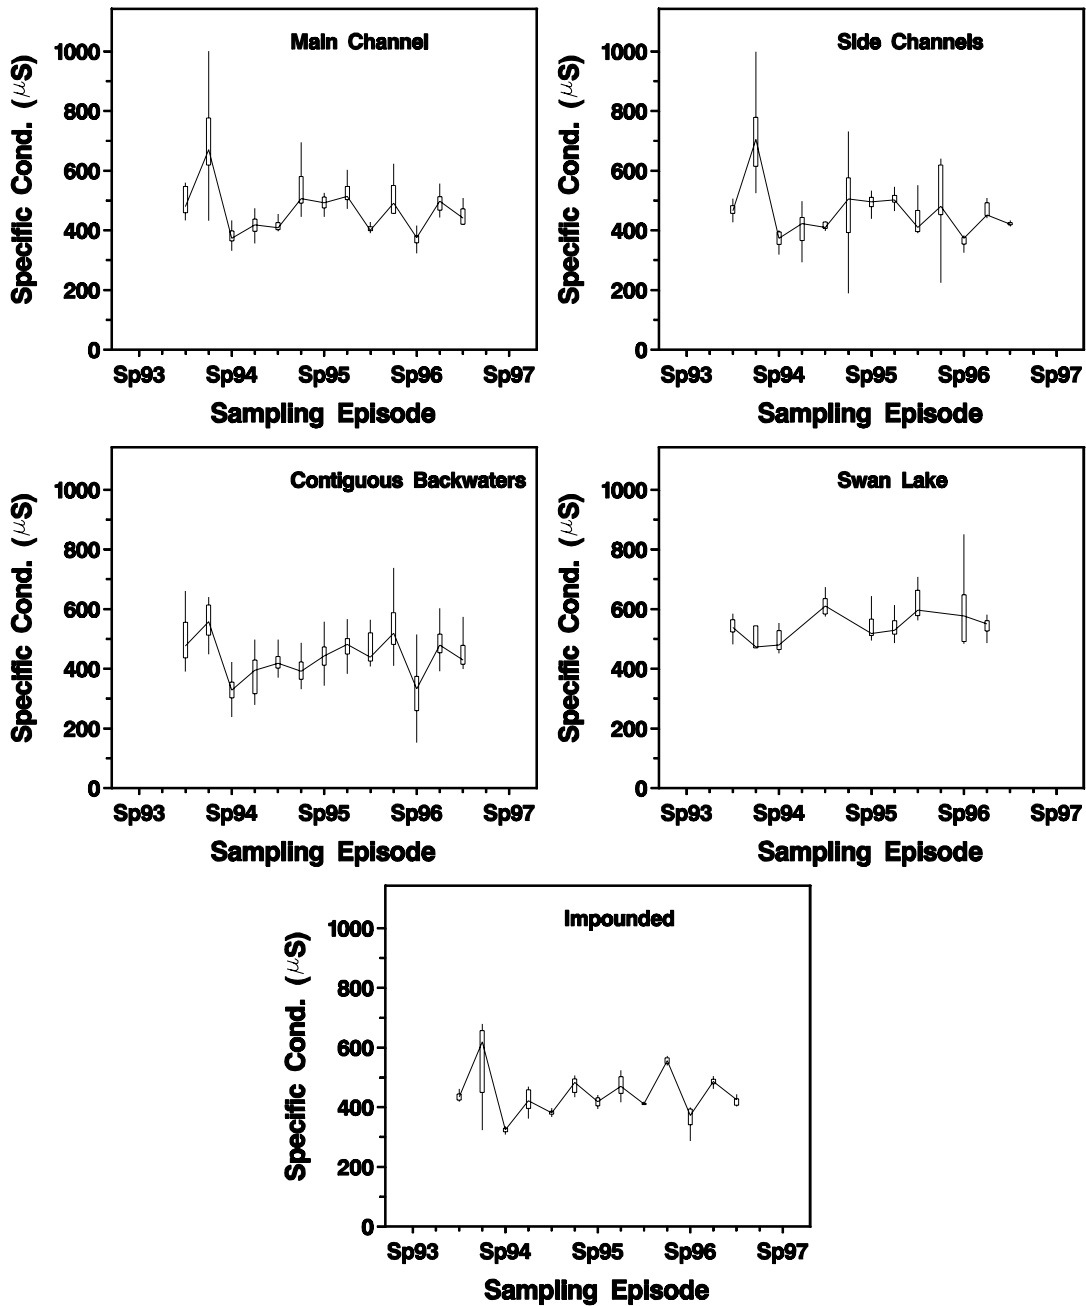 Main Channel
Specific Cond. (μS)
1000
800
600
400
200
0
Sp93 Sp94 Sp95 Sp96 Sp97
Sampling Episode
Side Channels
Specific Cond. (μS)
1000
800
600
400
200
0
Sp93 Sp94 Sp95 Sp96 Sp97
Sampling Episode
Contiguous Backwaters
Specific Cond. (μS)
1000
800
600
400
200
0
Sp93 Sp94 Sp95 Sp96 Sp97
Sampling Episode
Swan Lake
Specific Cond. (μS)
1000
800
600
400
200
0
Sp93 Sp94 Sp95 Sp96 Sp97
Sampling Episode
Impounded
Specific Cond. (μS)
1000
800
600
400
200
0
Sp93 Sp94 Sp95 Sp96 Sp97
Sampling Episode